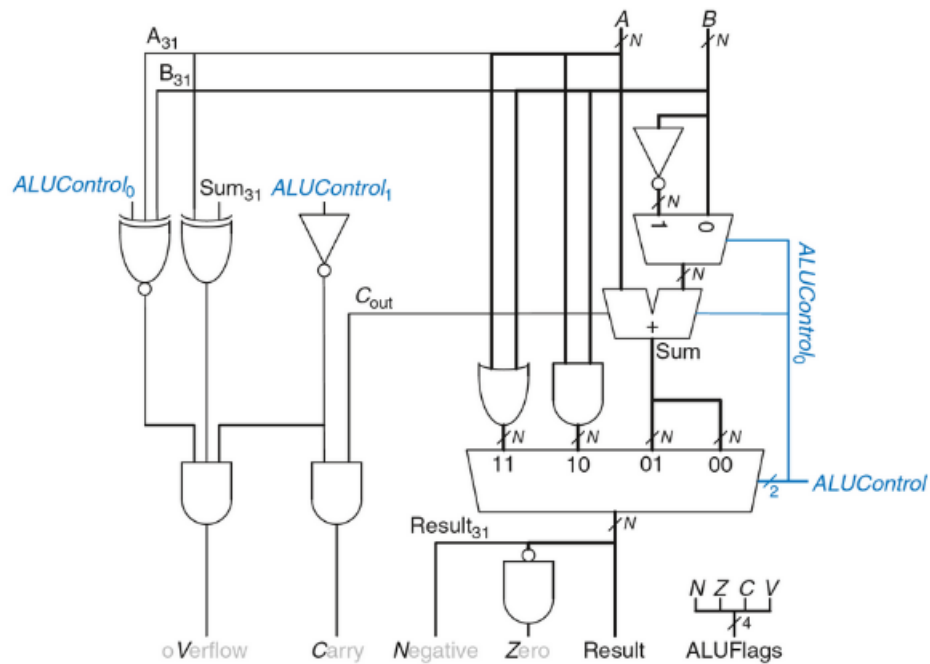 A B
N N
A31
B31
ALUControl0 Sum31 ALUControl1
N
1 0
N
ALUControl0
Cout
+
Sum
N N N N
11 10 01 00
2 ALUControl
N
Result31
N Z C V
4
oVerflow Carry Negative Zero Result ALUFlags